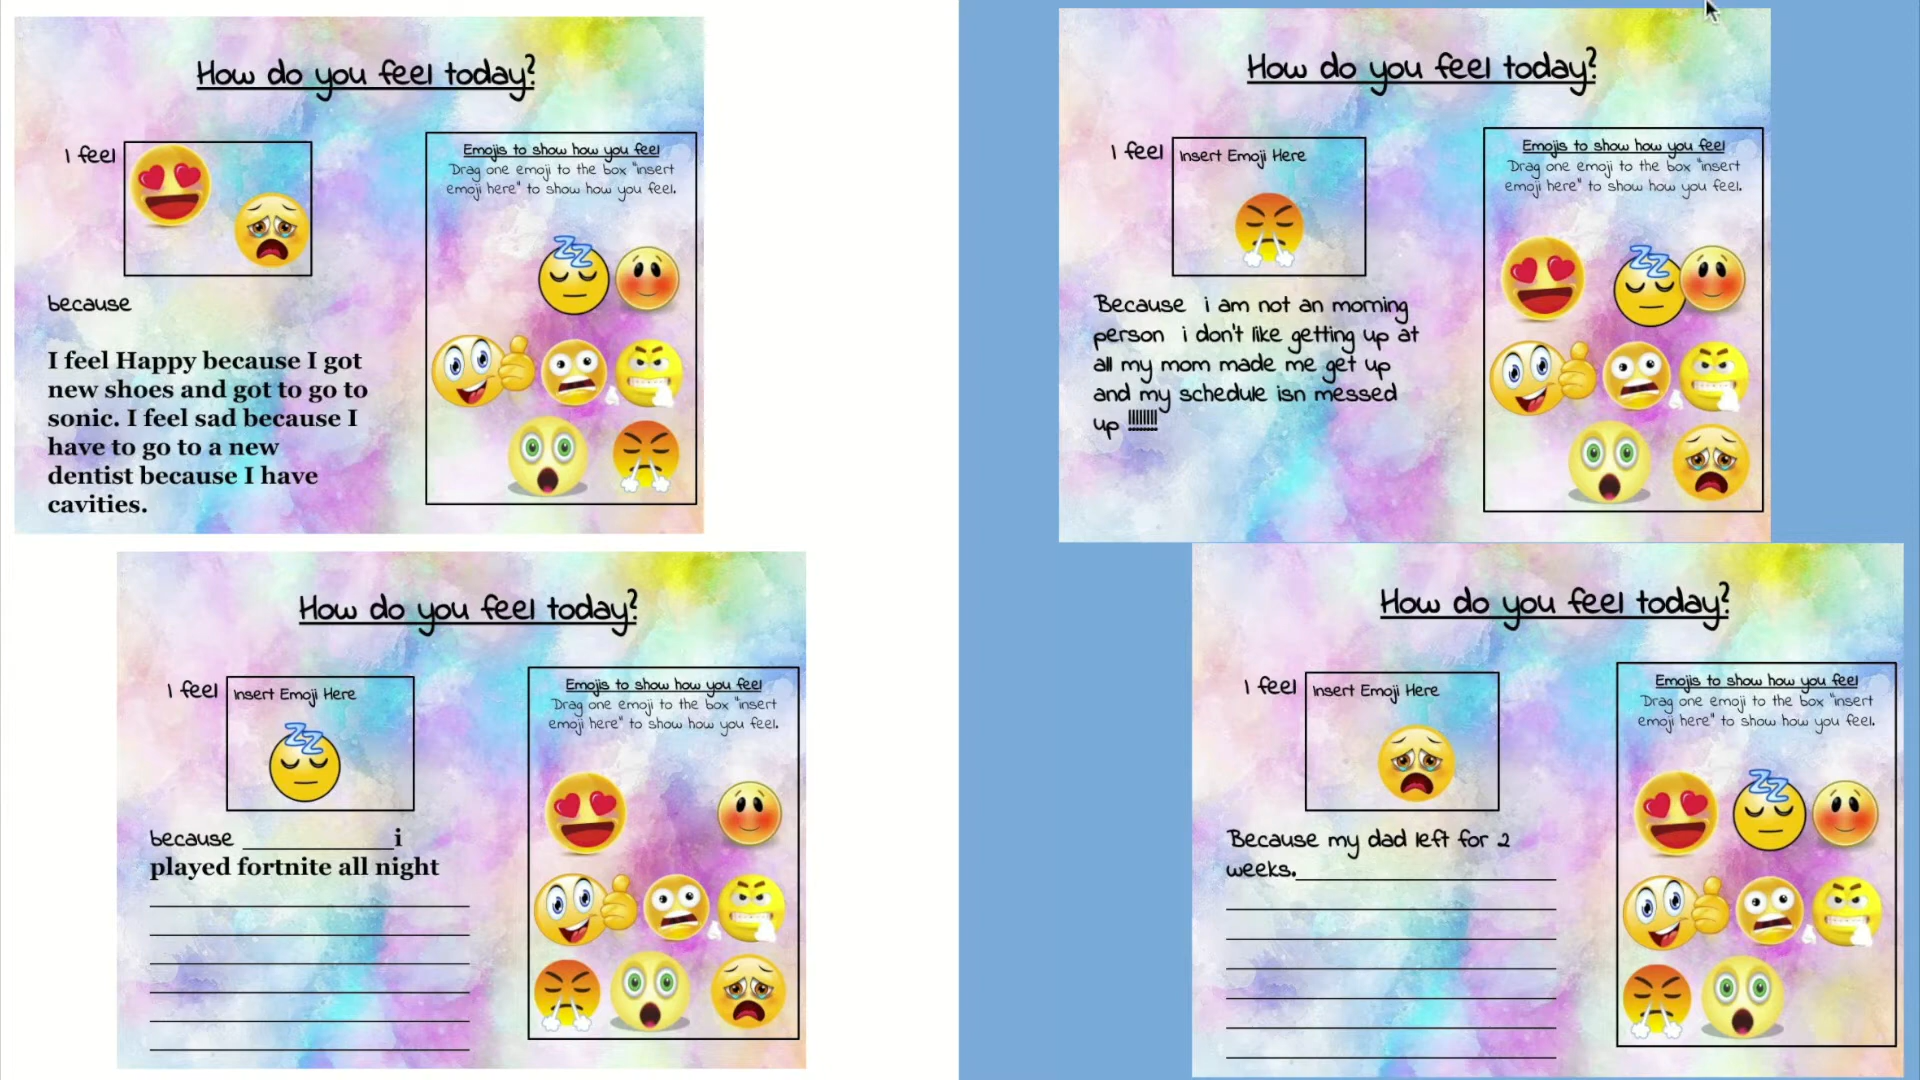 How do you feel today?
I feel
because
I feel Happy because I got
new shoes and got to go to
sonic. I feel sad because I
have to go to a new
dentist because I have
cavities.
Emojis to show how you feel
Drag one emoji to the box "insert
emoji here" to show how you feel.
How do you feel today?
I feel
Insert Emoji Here
Because i am not an morning
person i don't like getting up at
all my mom made me get up
and my schedule isn messed
up !!!!!!!!
Emojis to show how you feel
Drag one emoji to the box "insert
emoji here" to show how you feel.
How do you feel today?
I feel
Insert Emoji Here
because ______________i
played fortnite all night
Emojis to show how you feel
Drag one emoji to the box "insert
emoji here" to show how you feel.
How do you feel today?
I feel
Insert Emoji Here
Because my dad left for 2
weeks.
Emojis to show how you feel
Drag one emoji to the box "insert
emoji here" to show how you feel.